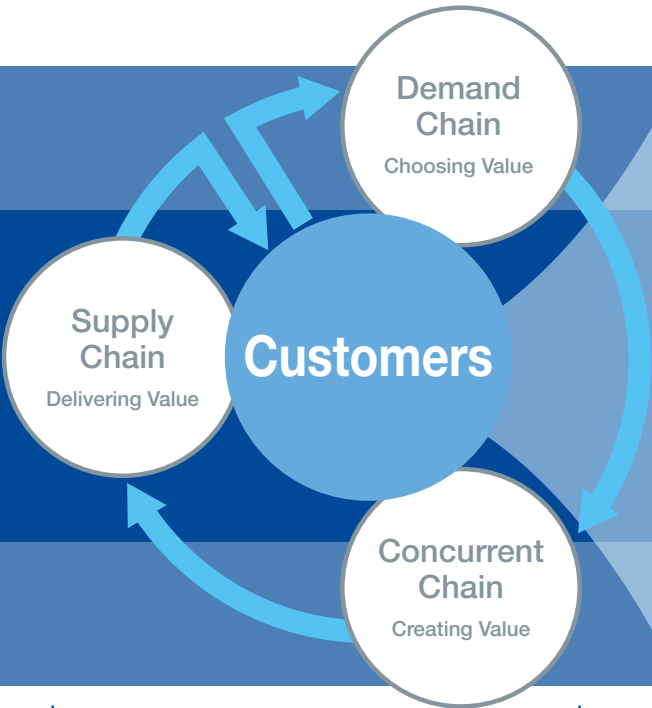 Demand
Chain
Choosing Value
Supply
Chain
Delivering Value
Customers
Concurrent
Chain
Creating Value